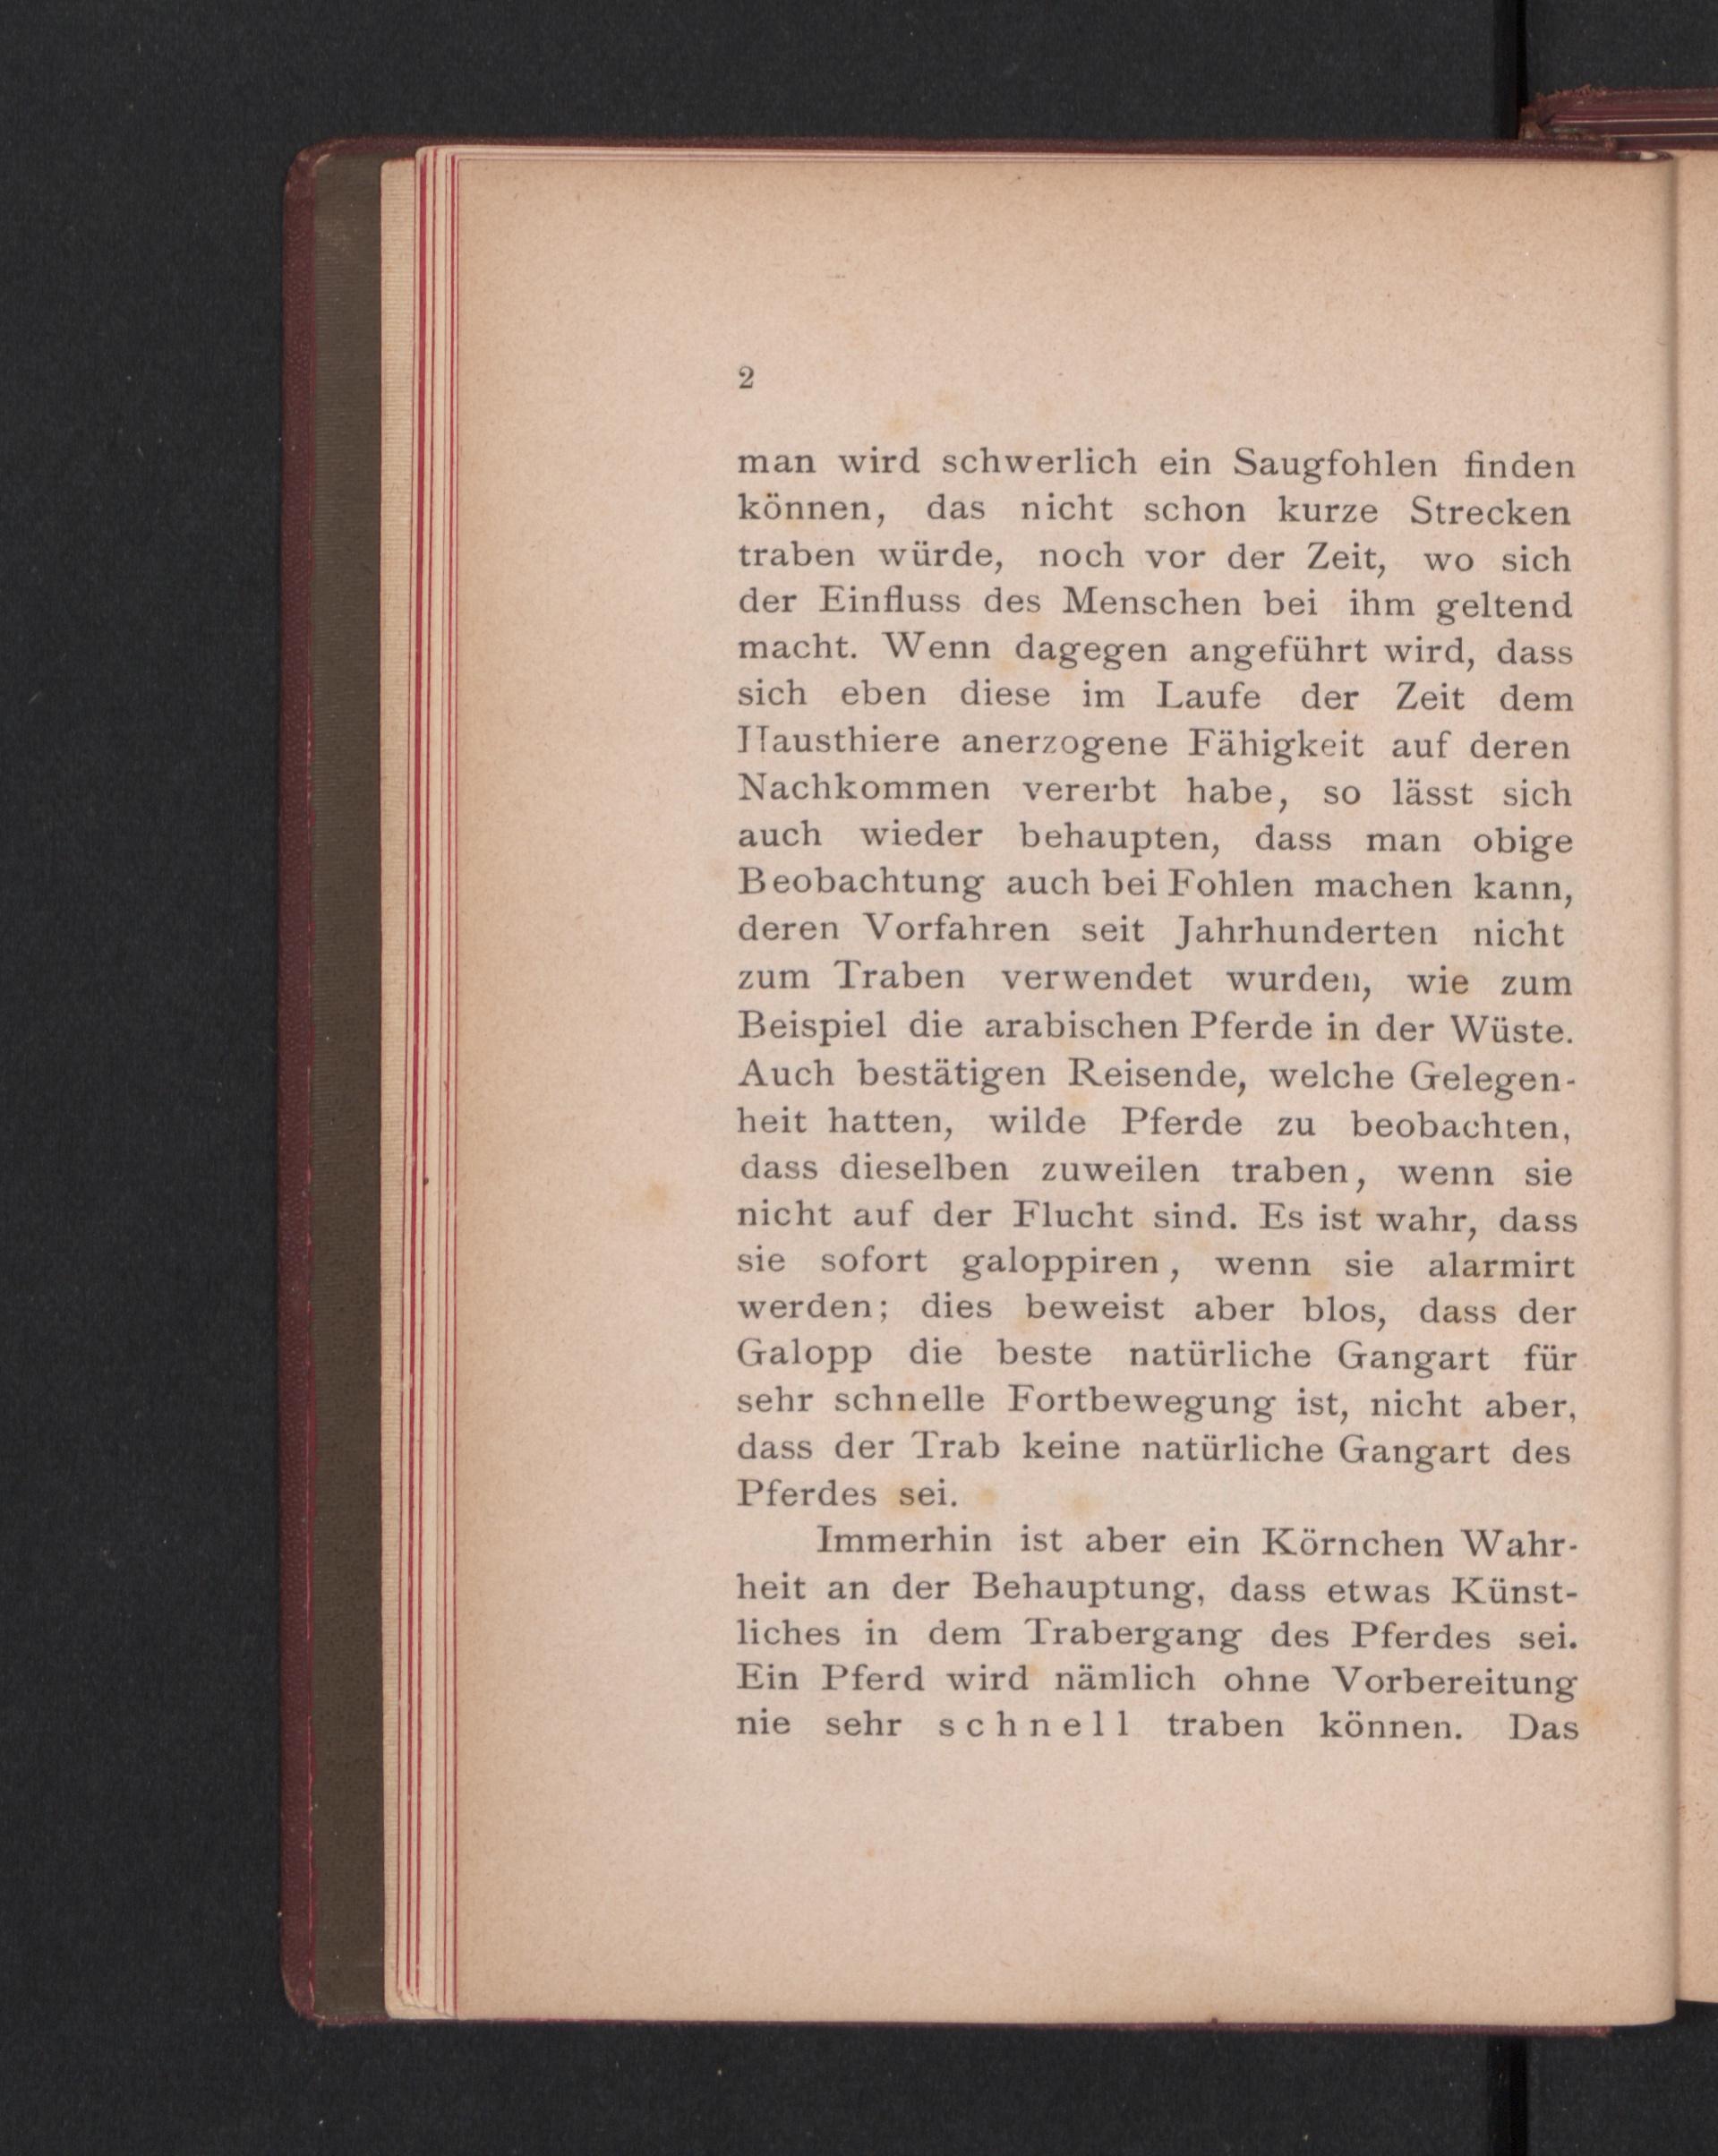 2
man wird schwerlich ein Saugfohlen finden
können, das nicht schon kurze Strecken
traben würde, noch vor der Zeit, wo sich
der Einfluss des Menschen bei ihm geltend
macht. Wenn dagegen angeführt wird, dass
sich eben diese im Laufe der Zeit dem
Hausthiere anerzogene Fähigkeit auf deren
Nachkommen vererbt habe, so lässt sich
auch wieder behaupten, dass man obige
Beobachtung auch bei Fohlen machen kann,
deren Vorfahren seit Jahrhunderten nicht
zum Traben verwendet wurden, wie zum
Beispiel die arabischen Pferde in der Wüste.
Auch bestätigen Reisende, welche Gelegen-
heit hatten, wilde Pferde zu beobachten,
dass dieselben zuweilen traben, wenn sie
nicht auf der Flucht sind. Es ist wahr, dass
sie sofort galoppiren, wenn sie alarmirt
werden; dies beweist aber blos, dass der
Galopp die beste natürliche Gangart für
sehr schnelle Fortbewegung ist, nicht aber,
dass der Trab keine natürliche Gangart des
Pferdes sei.
Immerhin ist aber ein Körnchen Wahr-
heit an der Behauptung, dass etwas Künst-
liches in dem Trabergang des Pferdes sei.
Ein Pferd wird nämlich ohne Vorbereitung
nie sehr schnell traben können. Das